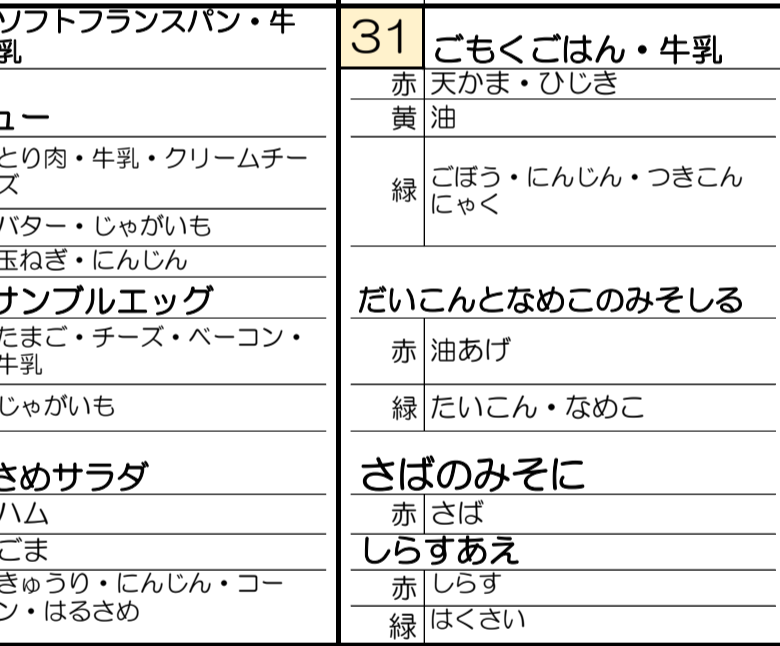 ソフトフランスパン・牛
乳
ュー
とり肉・牛乳・クリームチー
ズ
バター・じゃがいも
玉ねぎ・にんじん
サンブルエッグ
たまご・チーズ・ベーコン・
牛乳
じゃがいも
さめサラダ
ハム
ごま
きゅうり・にんじん・コー
ン・はるさめ
31 ごもくごはん・牛乳
赤 天かま・ひじき
黄 油
緑 ごぼう・にんじん・つきこん
にゃく
だいこんとなめこのみそしる
赤 油あげ
緑 たいこん・なめこ
さばのみそに
赤 さば
しらすあえ
赤 しらす
緑 はくさい